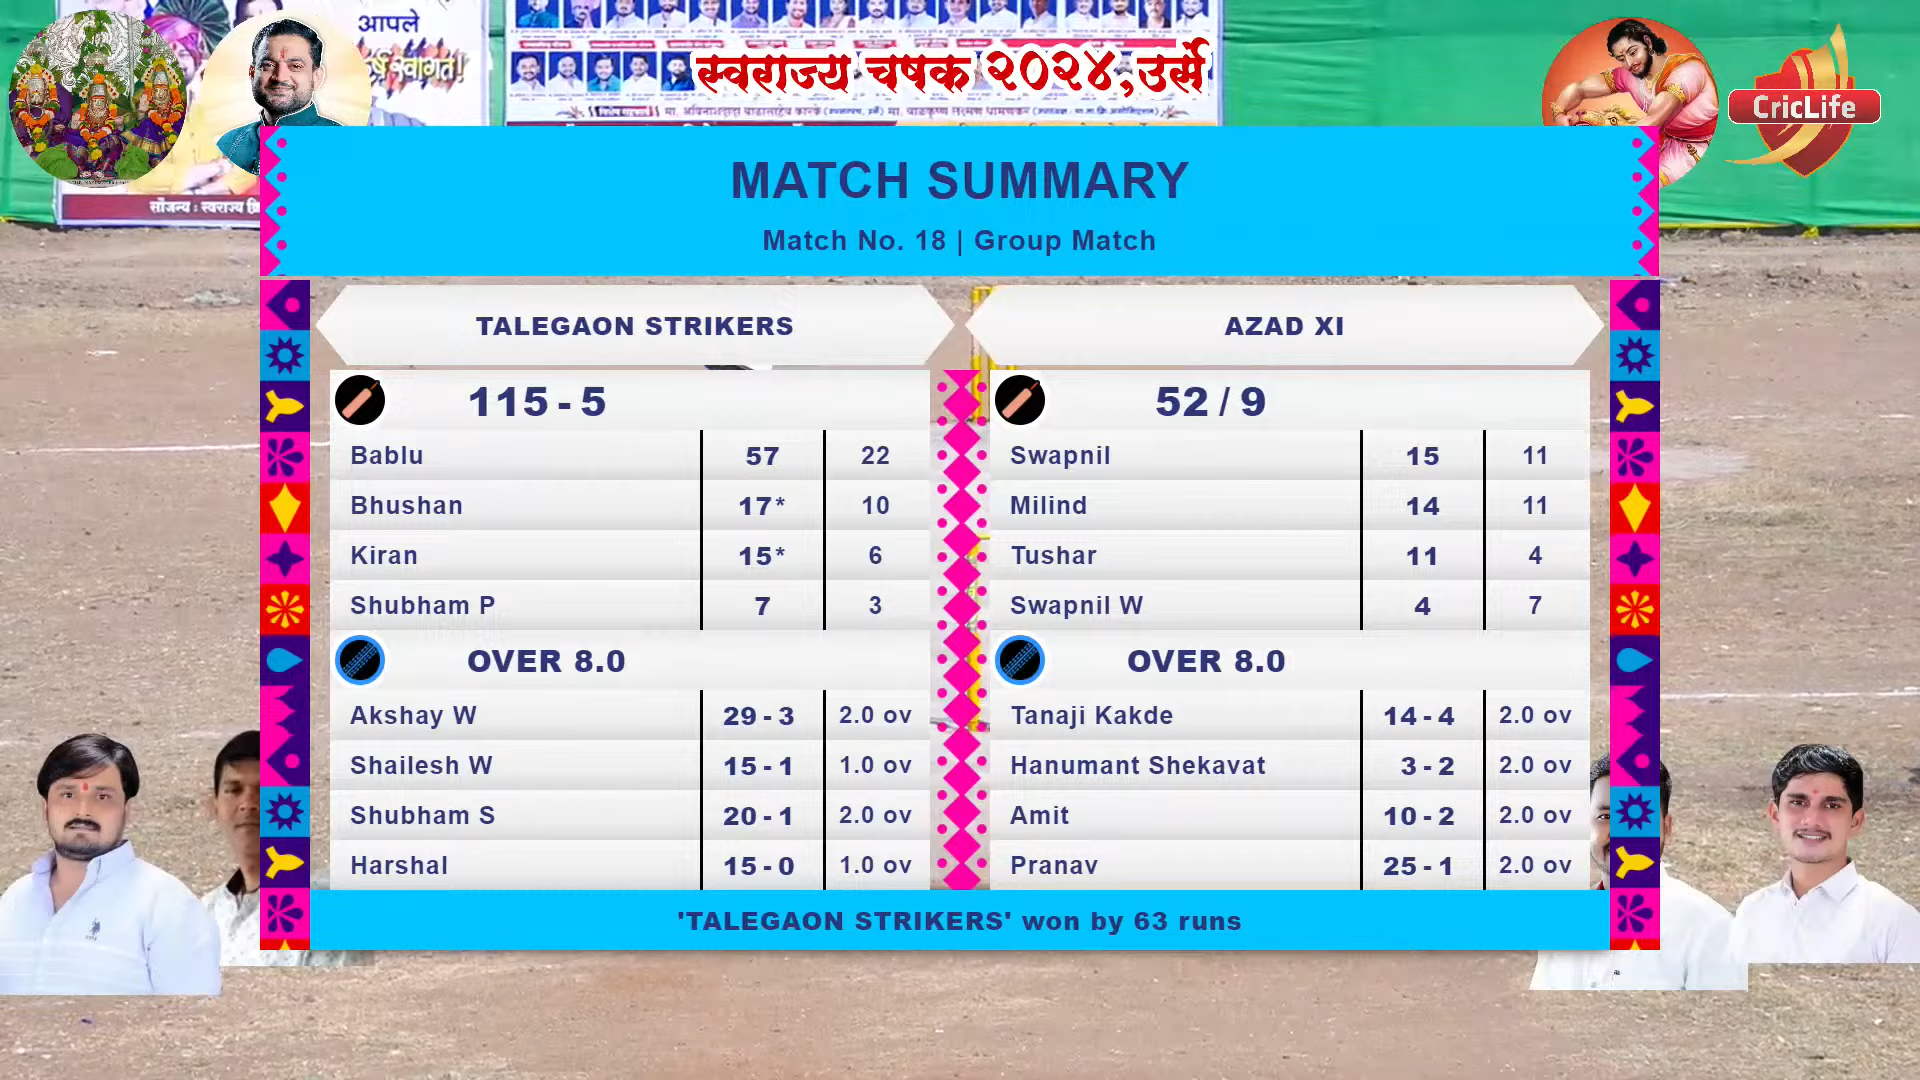 आपले
स्वराज्य चषक २०२४,उर्से
CricLife
MATCH SUMMARY
Match No. 18 | Group Match
TALEGAON STRIKERS
115 - 5
Bablu 57 22
Bhushan 17* 10
Kiran 15* 6
Shubham P 7 3
OVER 8.0
Akshay W 29 - 3 2.0 ov
Shailesh W 15 - 1 1.0 ov
Shubham S 20 - 1 2.0 ov
Harshal 15 - 0 1.0 ov
AZAD XI
52 / 9
Swapnil 15 11
Milind 14 11
Tushar 11 4
Swapnil W 4 7
OVER 8.0
Tanaji Kakde 14 - 4 2.0 ov
Hanumant Shekavat 3 - 2 2.0 ov
Amit 10 - 2 2.0 ov
Pranav 25 - 1 2.0 ov
'TALEGAON STRIKERS' won by 63 runs